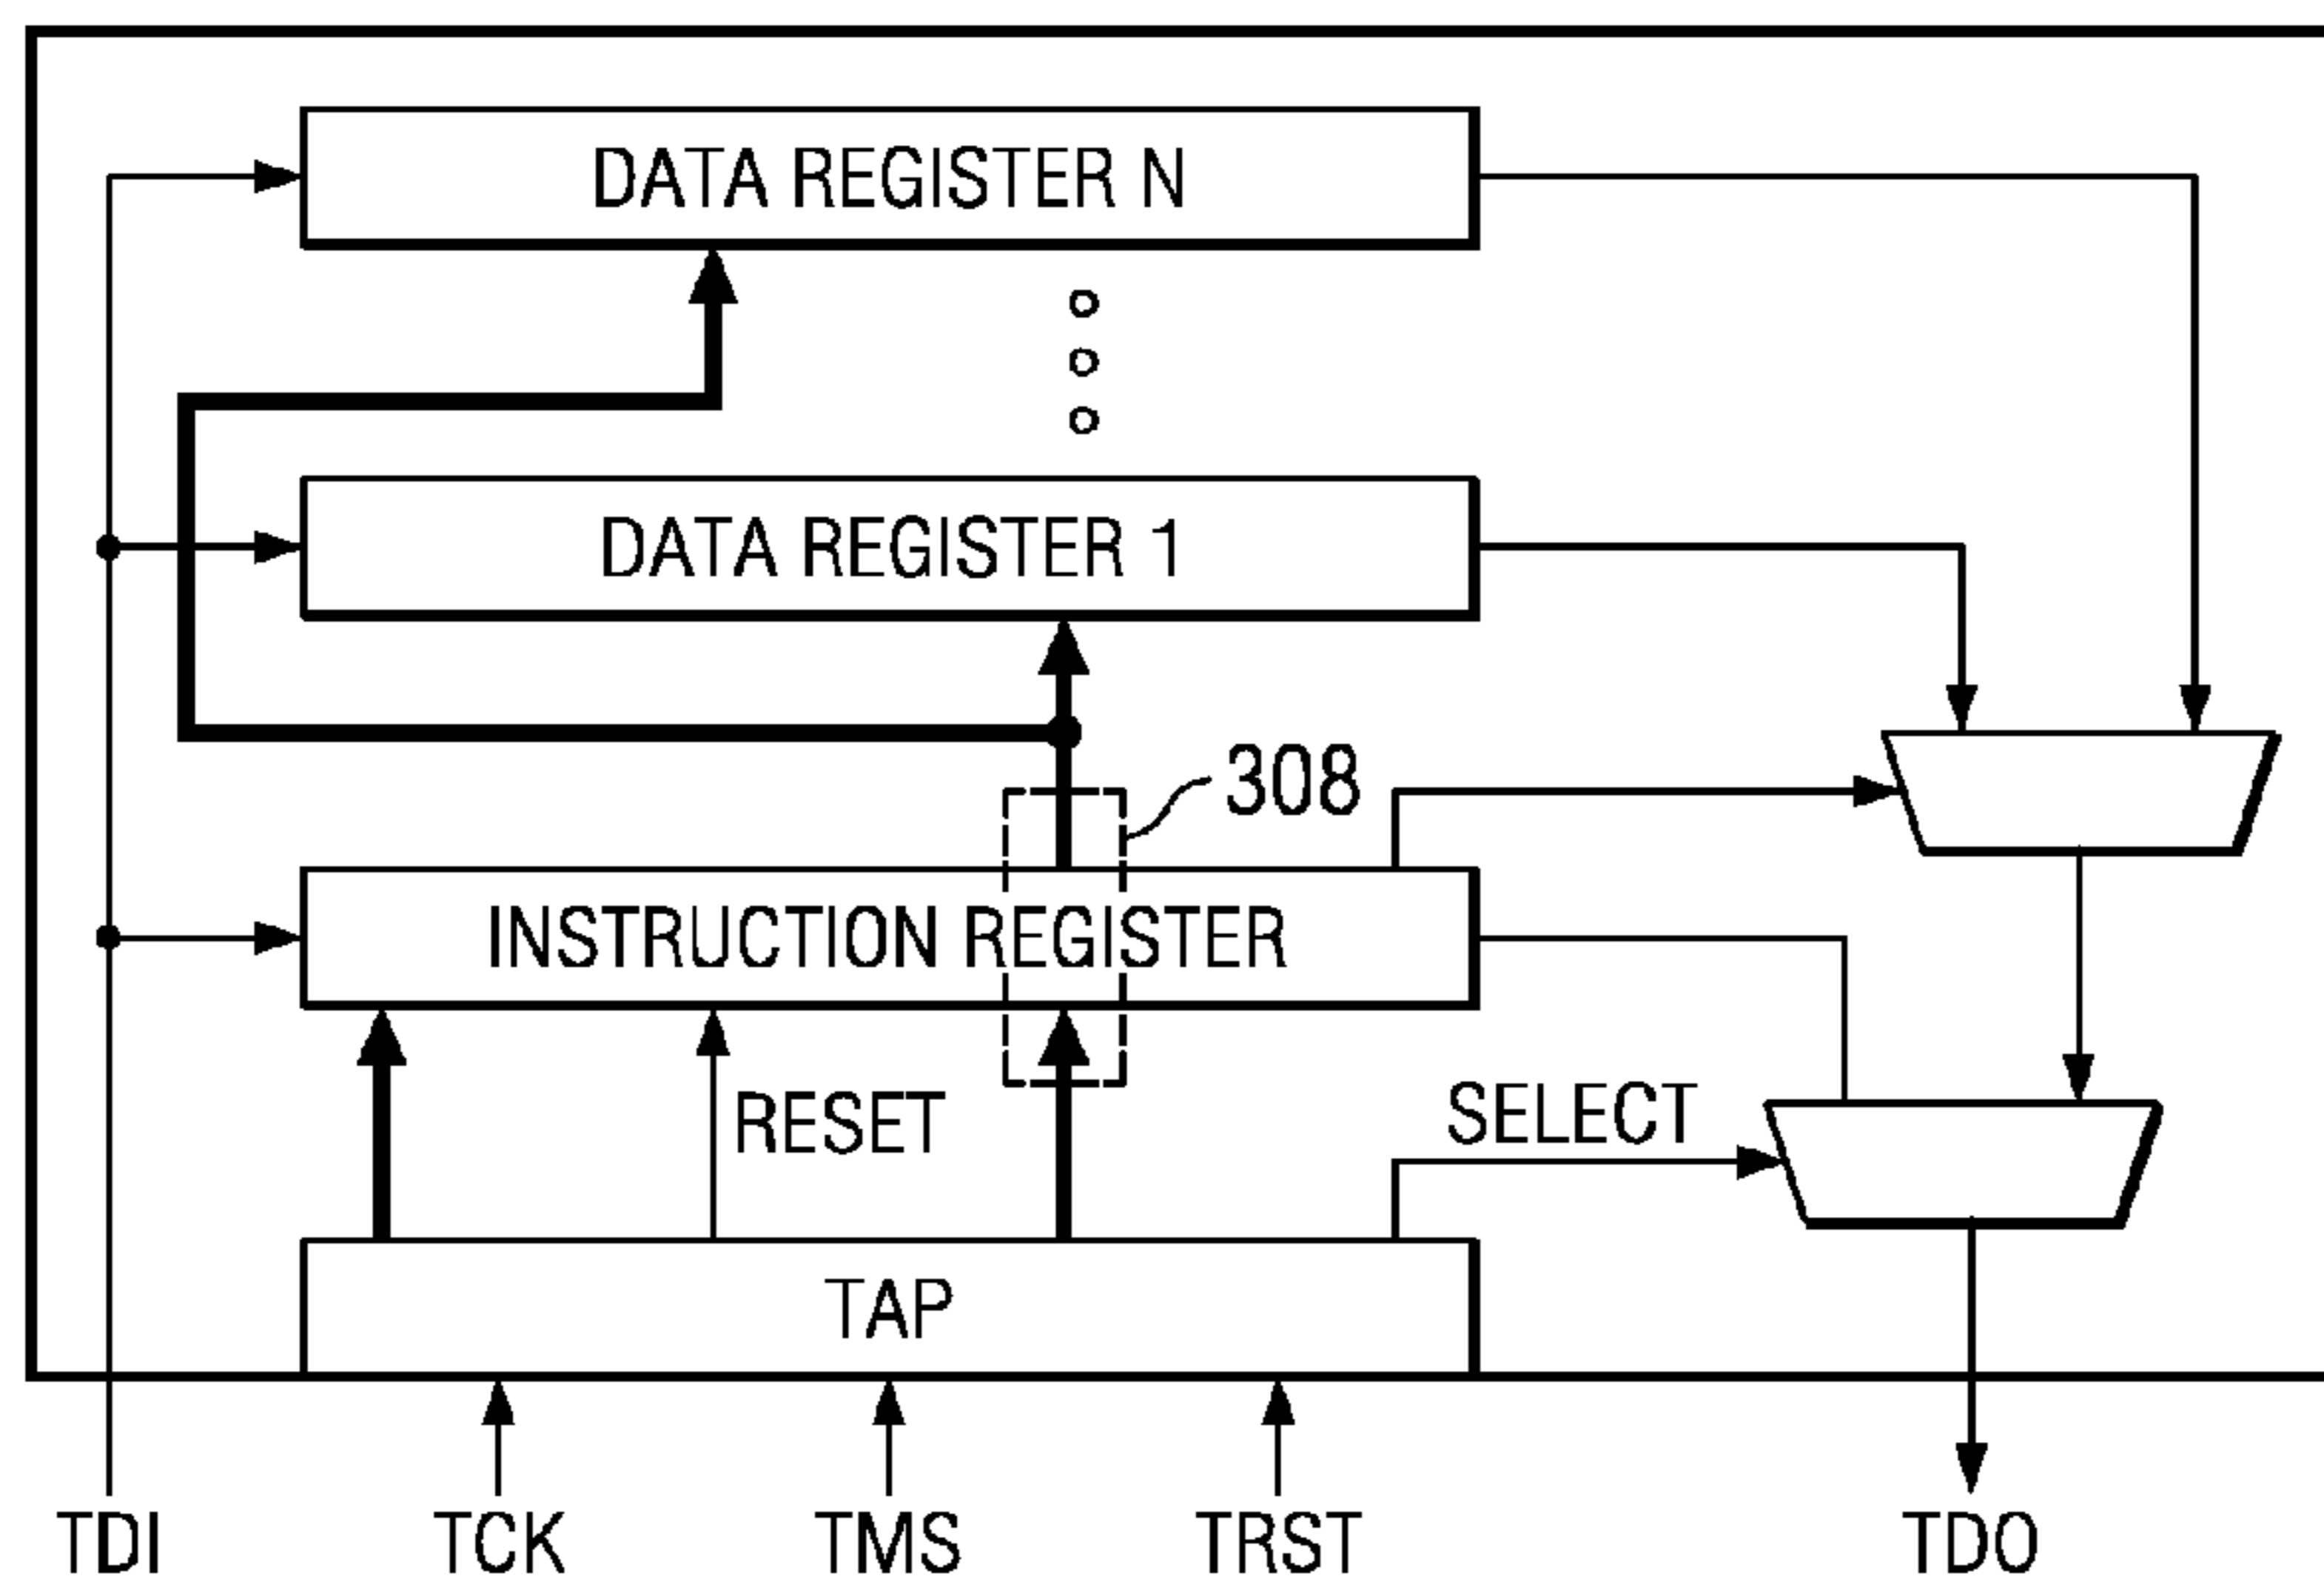 DATA REGISTER N
DATA REGISTER 1
308
INSTRUCTION REGISTER
RESET
SELECT
TAP
TDI
TCK
TMS
TRST
TDO